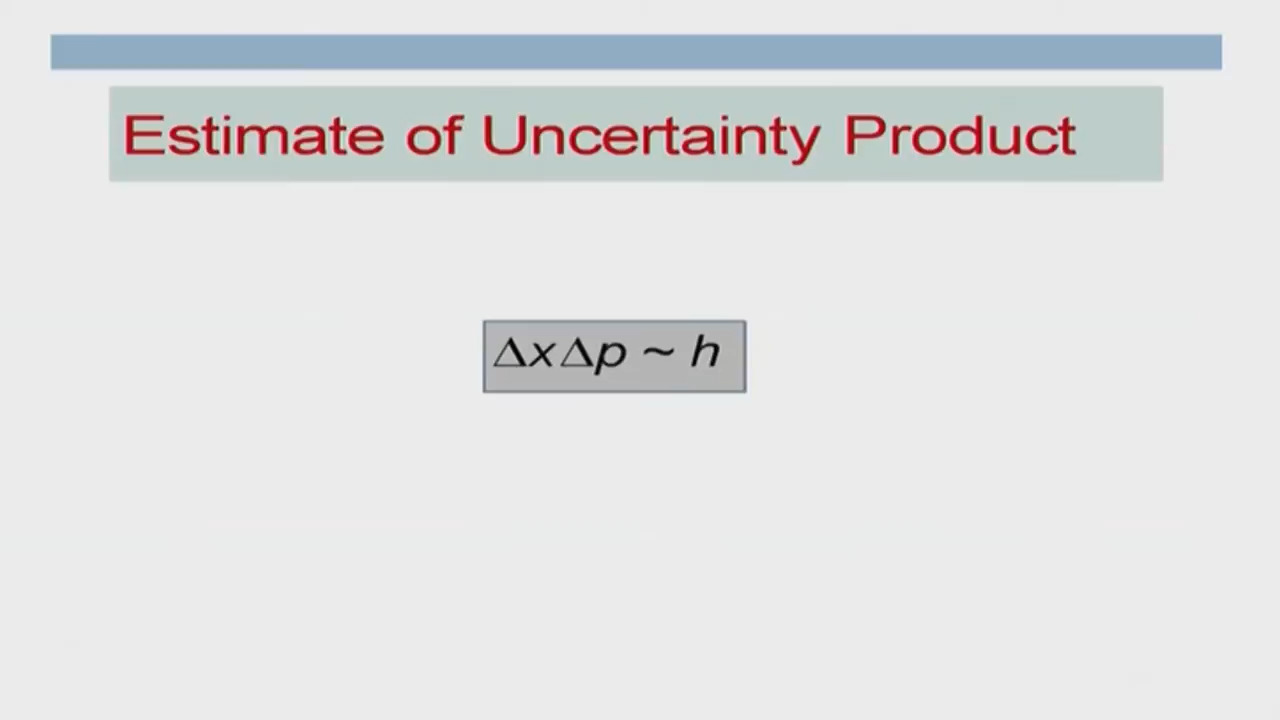 Estimate of Uncertainty Product
ΔxΔp ~ h